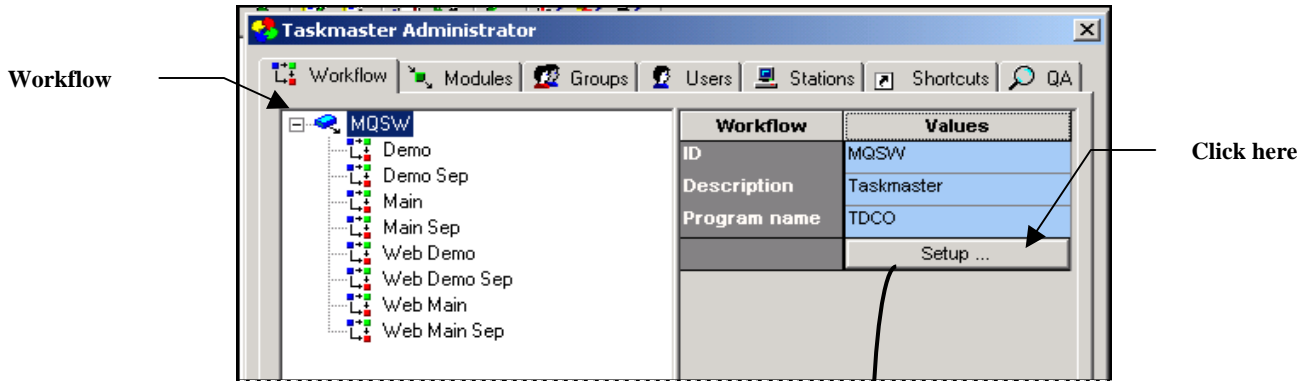 Taskmaster Administrator
Workflow Modules Groups Users Stations Shortcuts QA
Workflow
MQSW
Demo
Demo Sep
Main
Main Sep
Web Demo
Web Demo Sep
Web Main
Web Main Sep
Workflow Values
ID MQSW
Description Taskmaster
Program name TDCO
Setup ...
Click here